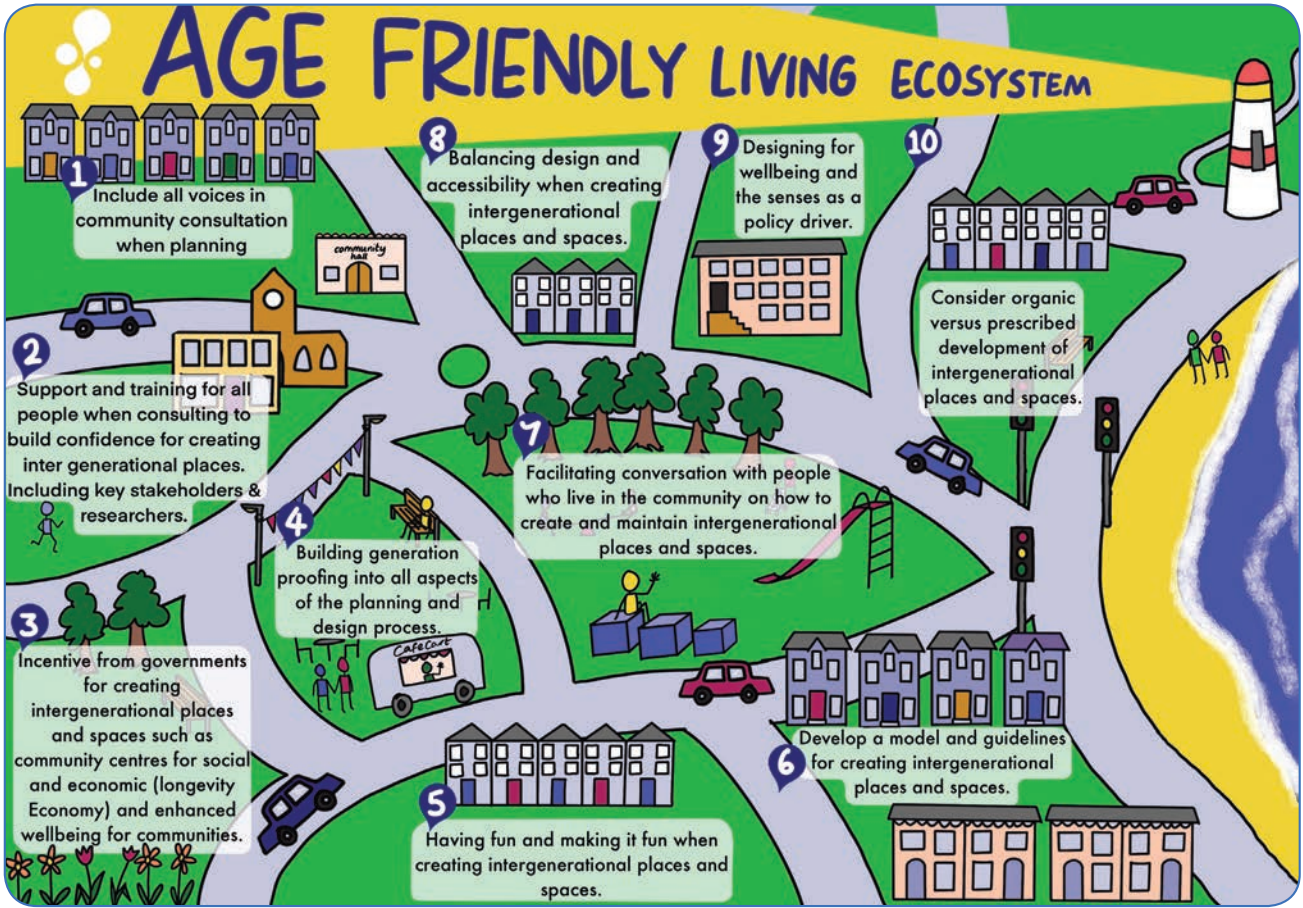 AGE FRIENDLY LIVING ECOSYSTEM
1
Include all voices in
community consultation
when planning
community
hall
2
Support and training for all
people when consulting to
build confidence for creating
inter generational places.
Including key stakeholders &
researchers.
3
Incentive from governments
for creating
intergenerational places
and spaces such as
community centres for social
and economic (longevity
Economy) and enhanced
wellbeing for communities.
4
Building generation
proofing into all aspects
of the planning and
design process.
CafeCart
5
Having fun and making it fun when
creating intergenerational places and
spaces.
6
Develop a model and guidelines
for creating intergenerational
places and spaces.
7
Facilitating conversation with people
who live in the community on how to
create and maintain intergenerational
places and spaces.
8
Balancing design and
accessibility when creating
intergenerational
places and spaces.
9
Designing for
wellbeing and
the senses as a
policy driver.
10
Consider organic
versus prescribed
development of
intergenerational
places and spaces.